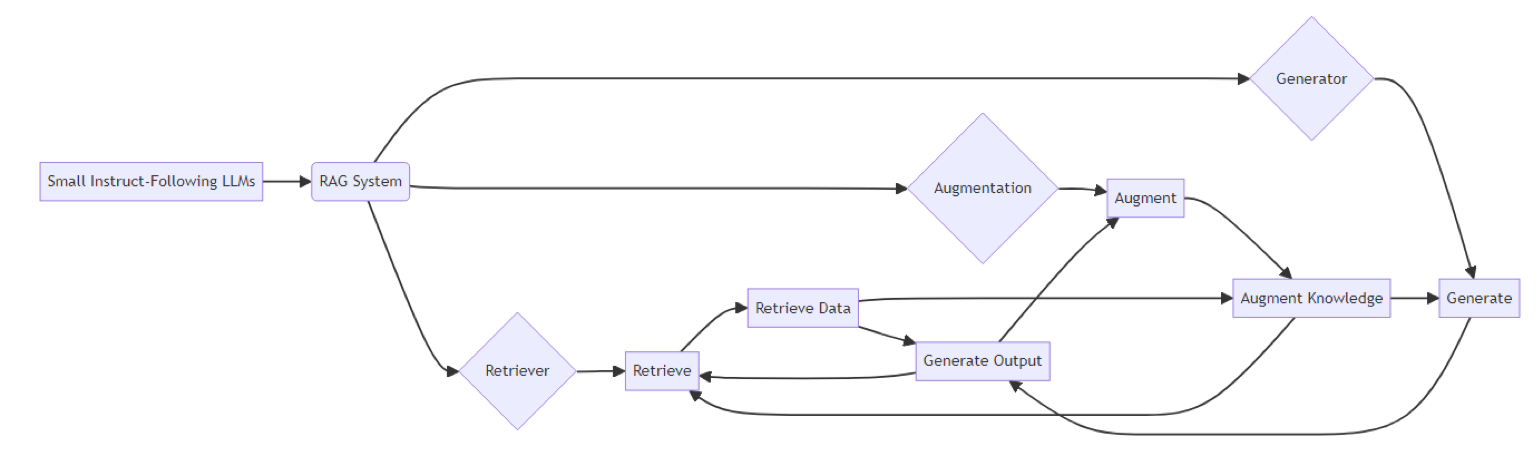 Generator
Small Instruct-Following LLMs
RAG System
Augmentation
Augment
Retrieve Data
Augment Knowledge
Generate
Generate Output
Retriever
Retrieve